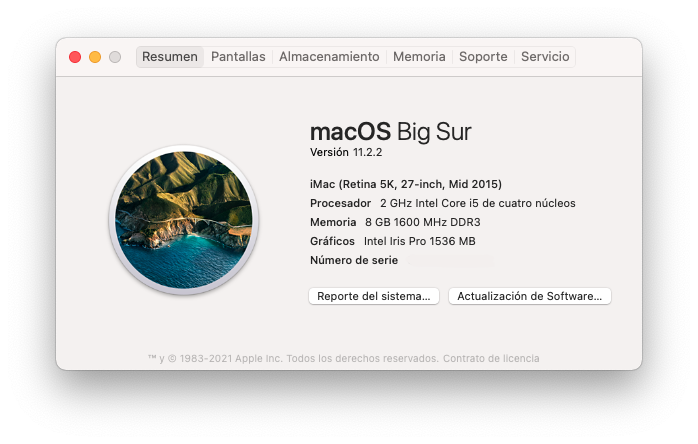 Resumen Pantallas Almacenamiento Memoria Soporte Servicio
macOS Big Sur
Versión 11.2.2
iMac (Retina 5K, 27-inch, Mid 2015)
Procesador 2 GHz Intel Core i5 de cuatro núcleos
Memoria 8 GB 1600 MHz DDR3
Gráficos Intel Iris Pro 1536 MB
Número de serie
Reporte del sistema... Actualización de Software...
™ y © 1983-2021 Apple Inc. Todos los derechos reservados. Contrato de licencia